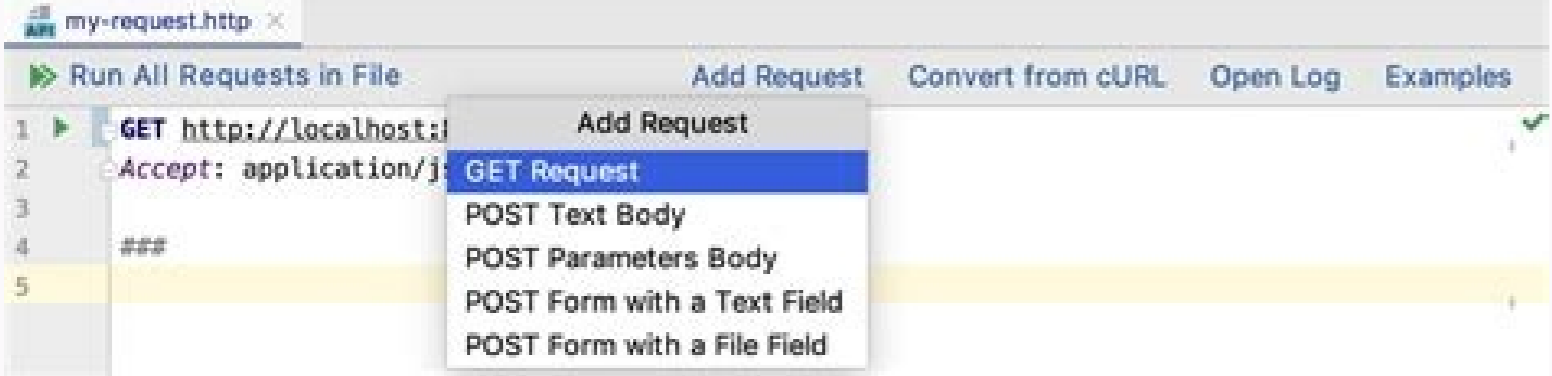 API my-request.http
Run All Requests in File Add Request Convert from cURL Open Log Examples
Add Request
1 GET http://localhost:
2 Accept: application/j
3
4 ###
5
GET Request
POST Text Body
POST Parameters Body
POST Form with a Text Field
POST Form with a File Field